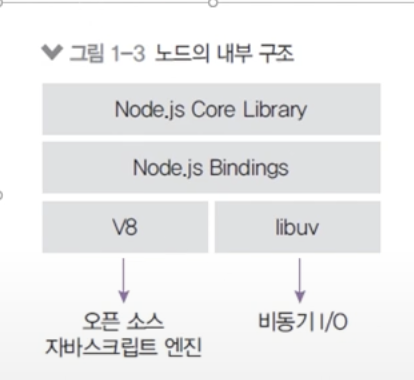 그림 1-3 노드의 내부 구조
Node.js Core Library
Node.js Bindings
V8
libuv
오픈 소스
자바스크립트 엔진
비동기 I/O